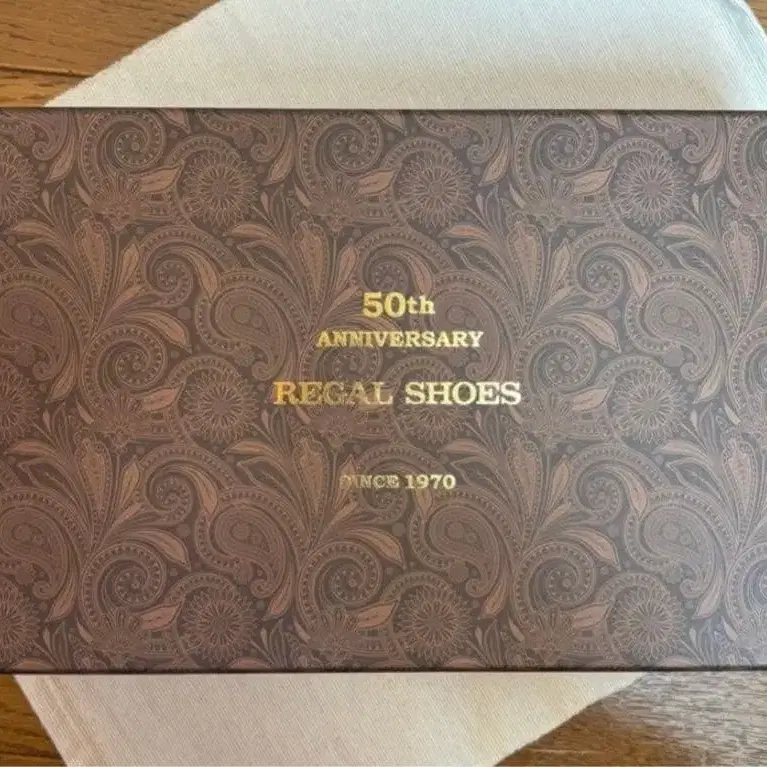 50th
ANNIVERSARY
REGAL SHOES
SINCE 1970